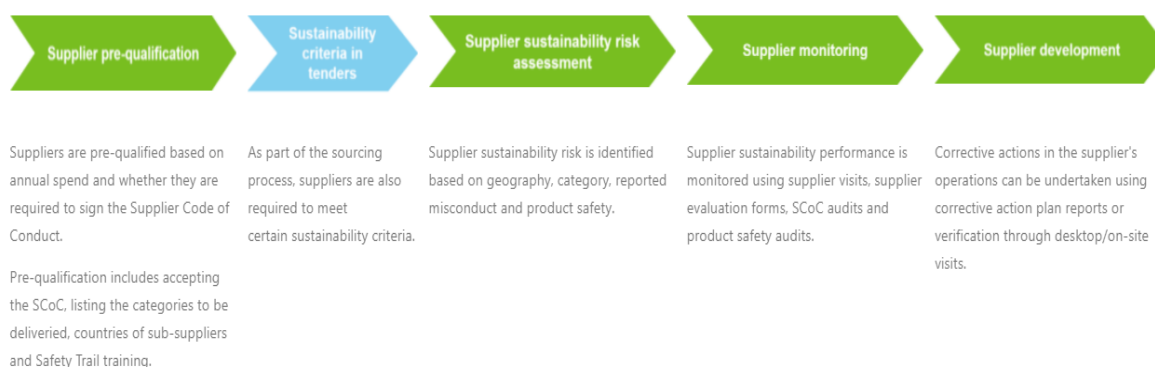 Supplier pre-qualification
Sustainability
criteria in
tenders
Supplier sustainability risk
assessment
Supplier monitoring
Supplier development
Suppliers are pre-qualified based on
annual spend and whether they are
required to sign the Supplier Code of
Conduct.
Pre-qualification includes accepting
the SCoC, listing the categories to be
deliveried, countries of sub-suppliers
and Safety Trail training.
As part of the sourcing
process, suppliers are also
required to meet
certain sustainability criteria.
Supplier sustainability risk is identified
based on geography, category, reported
misconduct and product safety.
Supplier sustainability performance is
monitored using supplier visits, supplier
evaluation forms, SCoC audits and
product safety audits.
Corrective actions in the supplier's
operations can be undertaken using
corrective action plan reports or
verification through desktop/on-site
visits.